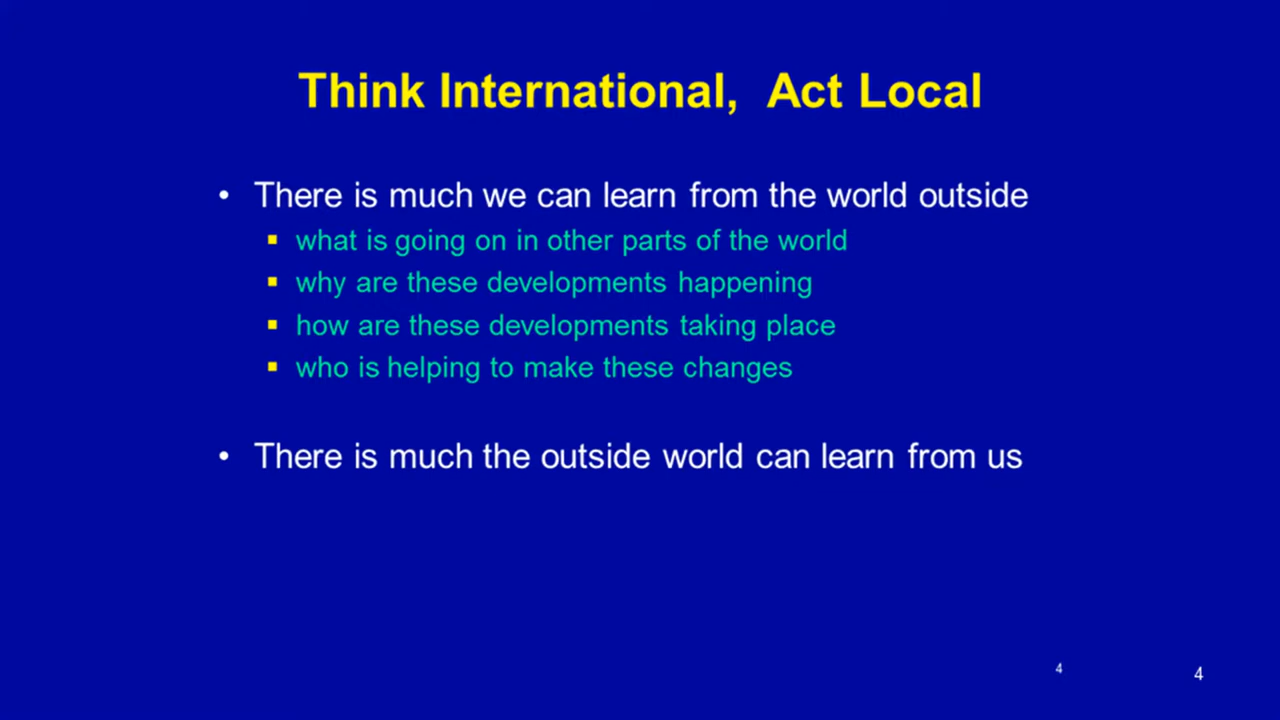 Think International, Act Local
• There is much we can learn from the world outside
▪ what is going on in other parts of the world
▪ why are these developments happening
▪ how are these developments taking place
▪ who is helping to make these changes
• There is much the outside world can learn from us
4
4